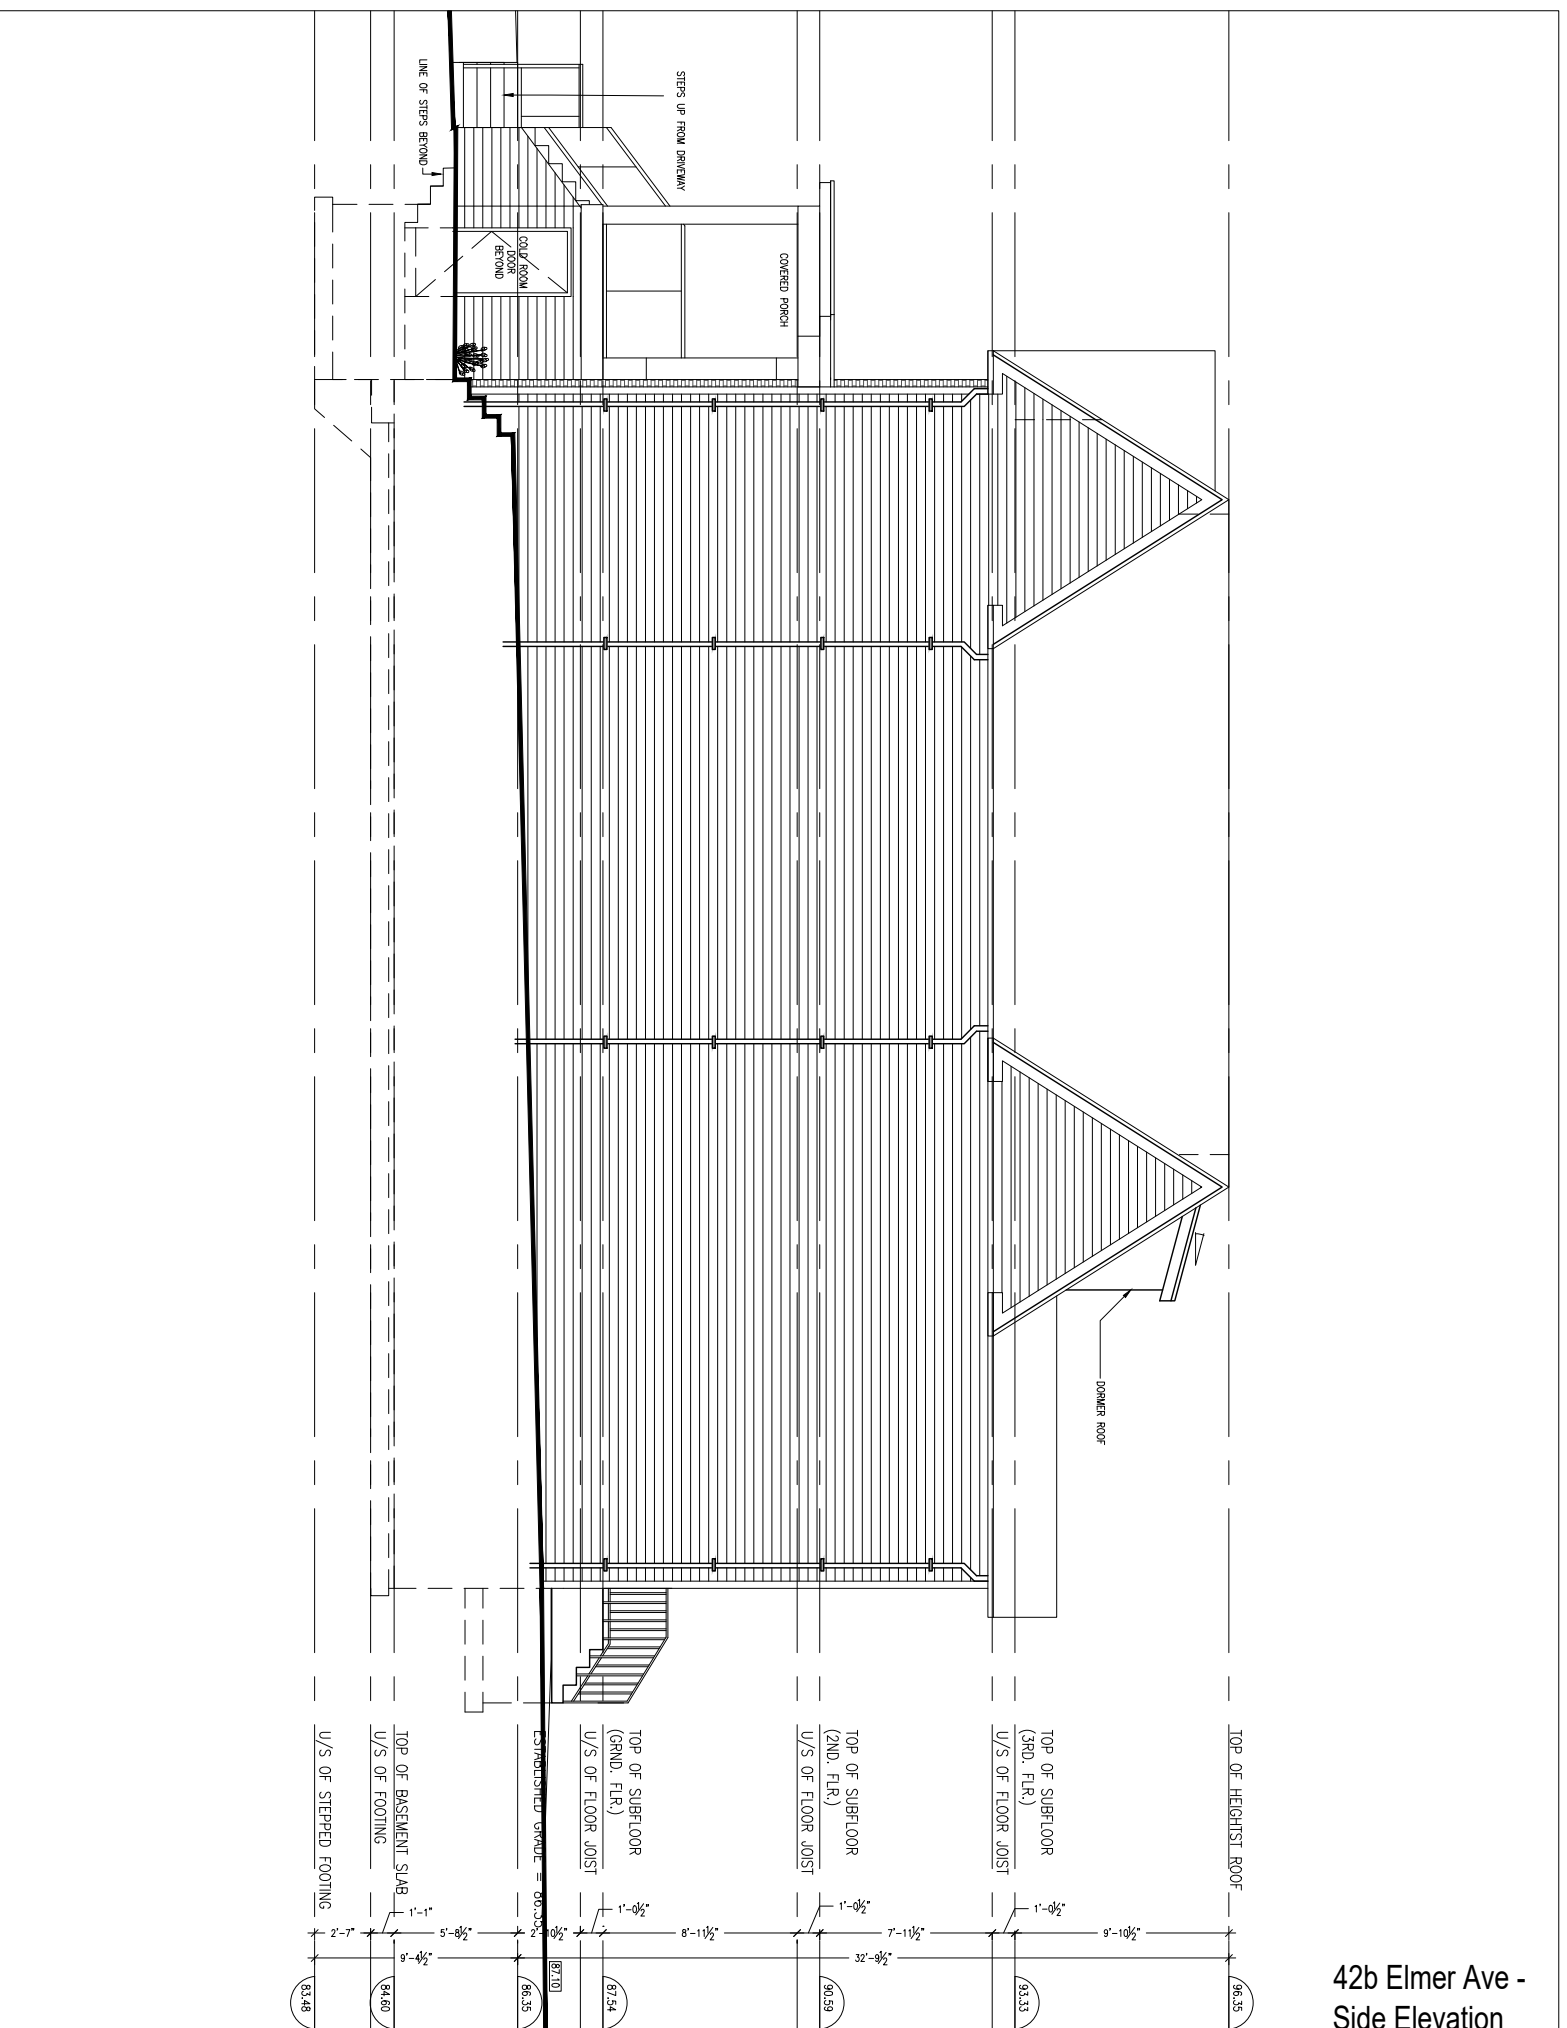 LINE OF STEPS BEYOND
STEPS UP FROM DRIVEWAY
COLD ROOM
DOOR
BEYOND
COVERED PORCH
DORMER ROOF
TOP OF HEIGHTST ROOF
TOP OF SUBFLOOR
(3RD. FLR.)
U/S OF FLOOR JOIST
TOP OF SUBFLOOR
(2ND. FLR.)
U/S OF FLOOR JOIST
TOP OF SUBFLOOR
(GRND. FLR.)
U/S OF FLOOR JOIST
ESTABLISHED GRADE = 86.35
TOP OF BASEMENT SLAB
U/S OF FOOTING
U/S OF STEPPED FOOTING
1'-1"
1'-0½"
1'-0½"
1'-0½"
2'-7"
5'-8½"
2'-10½"
8'-11½"
7'-11½"
9'-10½"
9'-4½"
32'-9½"
87.10
83.48
84.60
86.35
87.54
90.59
93.33
96.35
42b Elmer Ave -
Side Elevation